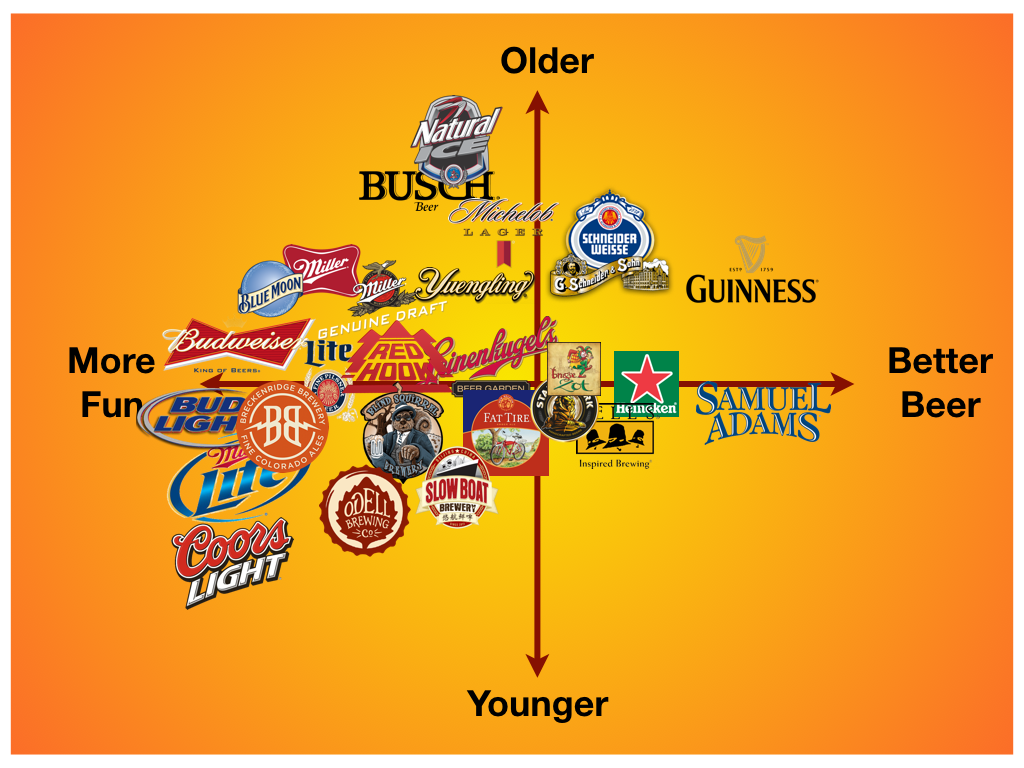 Older
Natural
ICE
BUSCH
Beer
Michelob.
LAGER
SCHNEIDER
WEISSE
G. Schneider & Sohn
ESTD 1759
GUINNESS
Miller
BLUE MOON
Miller
GENUINE DRAFT
Yuengling
Budweiser
KING OF BEERS
Lite
RED
HOOK
Leinenkugel's
BEER GARDEN
More
Fun
Better
Beer
Heineken
SAMUEL
ADAMS
BUD
LIGHT
BRECKENRIDGE BREWERY
BB
FINE COLORADO ALES
FAT TIRE
Inspired Brewing
Lite
ODELL
BREWING
Co
SLOW BOAT
BREWERY
Coors
LIGHT
Younger